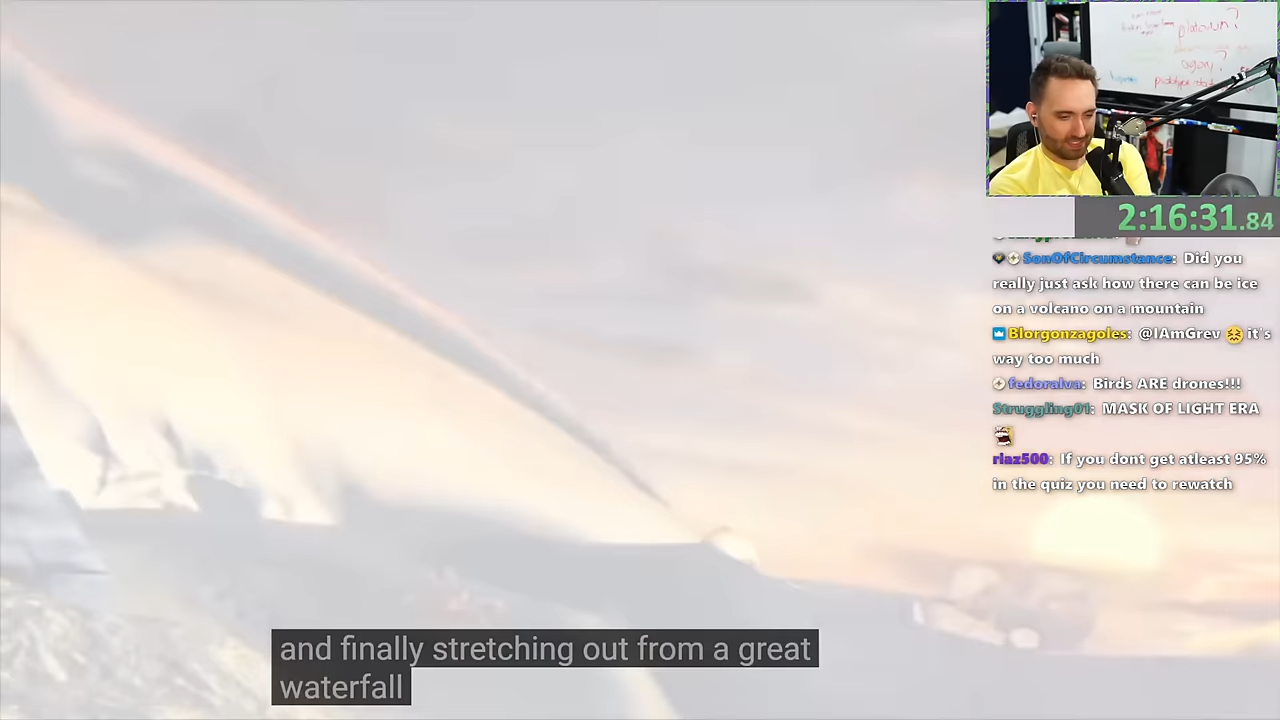 platowin?
agony?
2:16:31.84
SonOfCircumstance: Did you
really just ask how there can be ice
on a volcano on a mountain
Blorgonzagoles: @IAmGrev it's
way too much
fedoralva: Birds ARE drones!!!
Struggling01: MASK OF LIGHT ERA
riaz500: If you dont get atleast 95%
in the quiz you need to rewatch
and finally stretching out from a great
waterfall